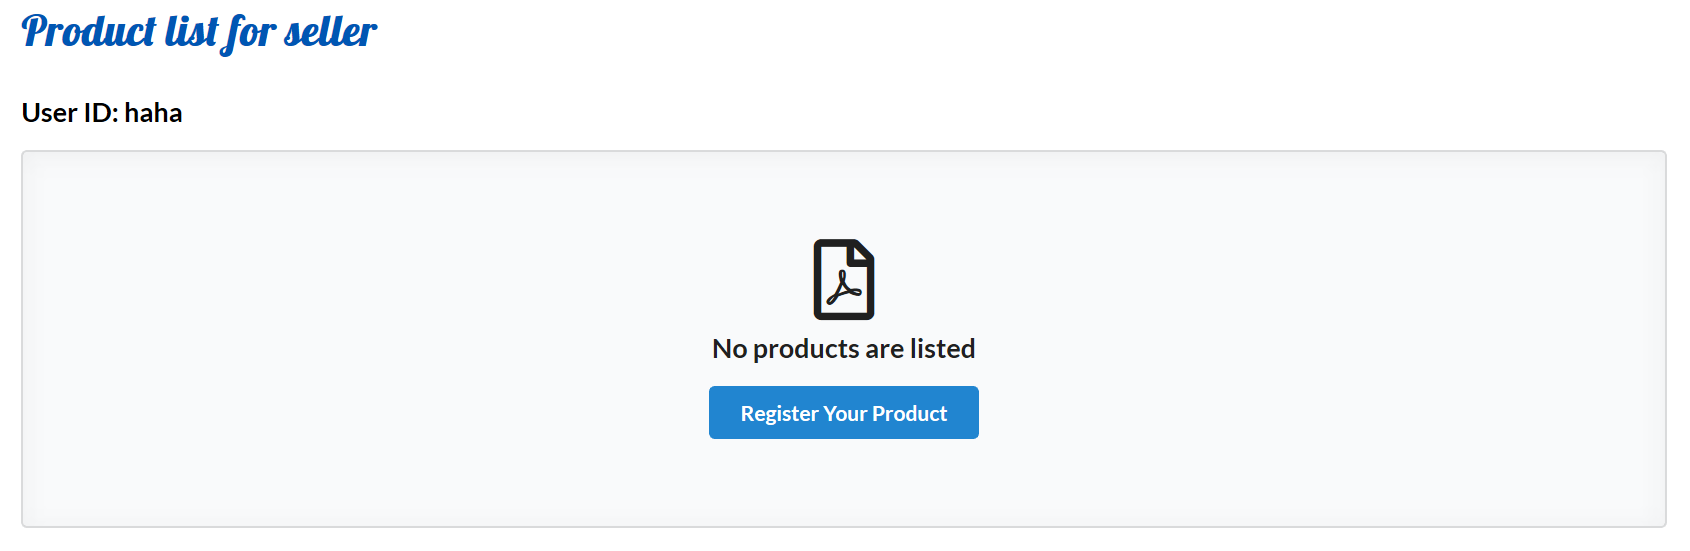 Product list for seller
User ID: haha
No products are listed
Register Your Product